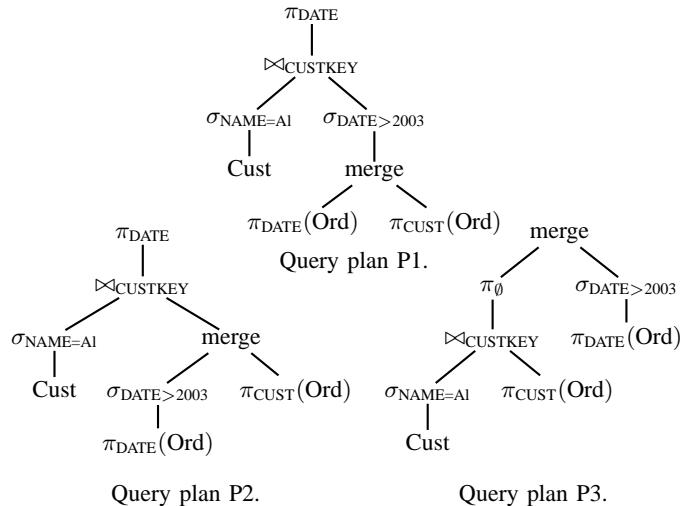 π_DATE
⋈_CUSTKEY
σ_NAME=Al σ_DATE>2003
Cust merge
π_DATE(Ord) π_CUST(Ord)
Query plan P1.
π_DATE
⋈_CUSTKEY
σ_NAME=Al merge
Cust σ_DATE>2003 π_CUST(Ord)
π_DATE(Ord)
Query plan P2.
merge
π_∅ σ_DATE>2003
⋈_CUSTKEY π_DATE(Ord)
σ_NAME=Al π_CUST(Ord)
Cust
Query plan P3.